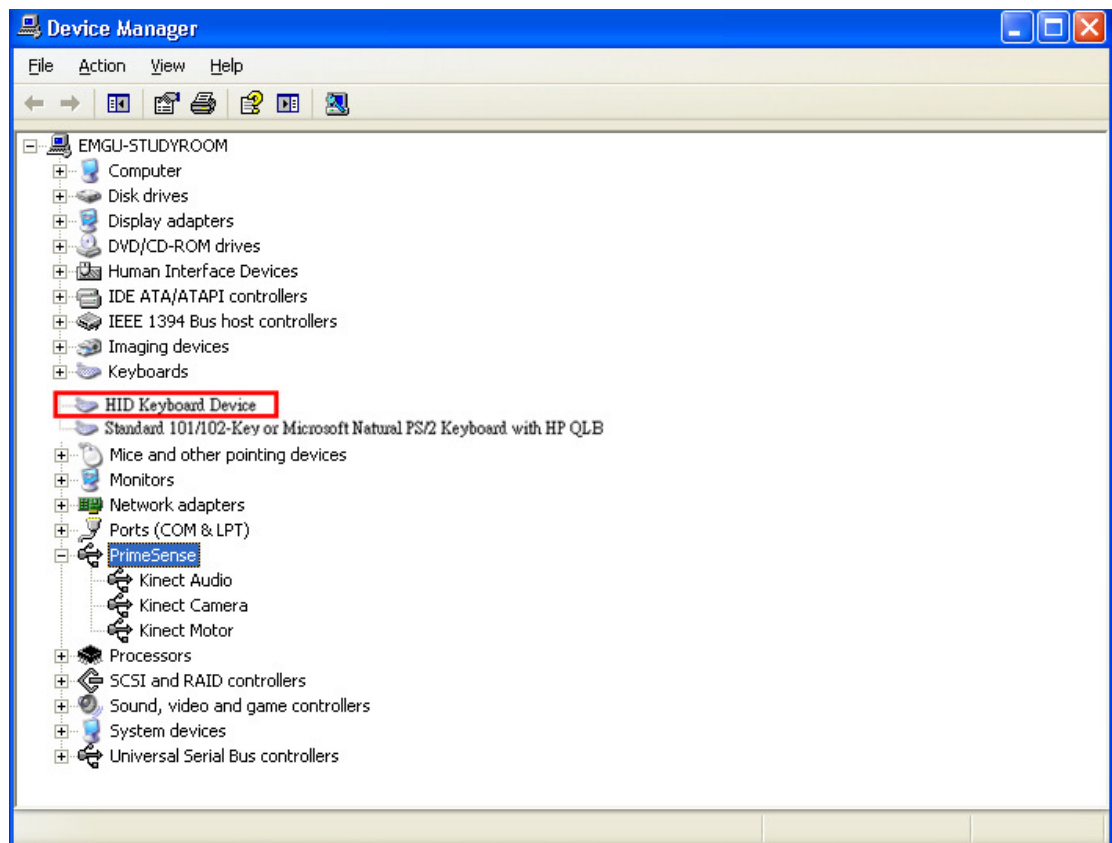 Device Manager
File Action View Help
EMGU-STUDYROOM
Computer
Disk drives
Display adapters
DVD/CD-ROM drives
Human Interface Devices
IDE ATA/ATAPI controllers
IEEE 1394 Bus host controllers
Imaging devices
Keyboards
HID Keyboard Device
Standard 101/102-Key or Microsoft Natural PS/2 Keyboard with HP QLB
Mice and other pointing devices
Monitors
Network adapters
Ports (COM & LPT)
PrimeSense
Kinect Audio
Kinect Camera
Kinect Motor
Processors
SCSI and RAID controllers
Sound, video and game controllers
System devices
Universal Serial Bus controllers